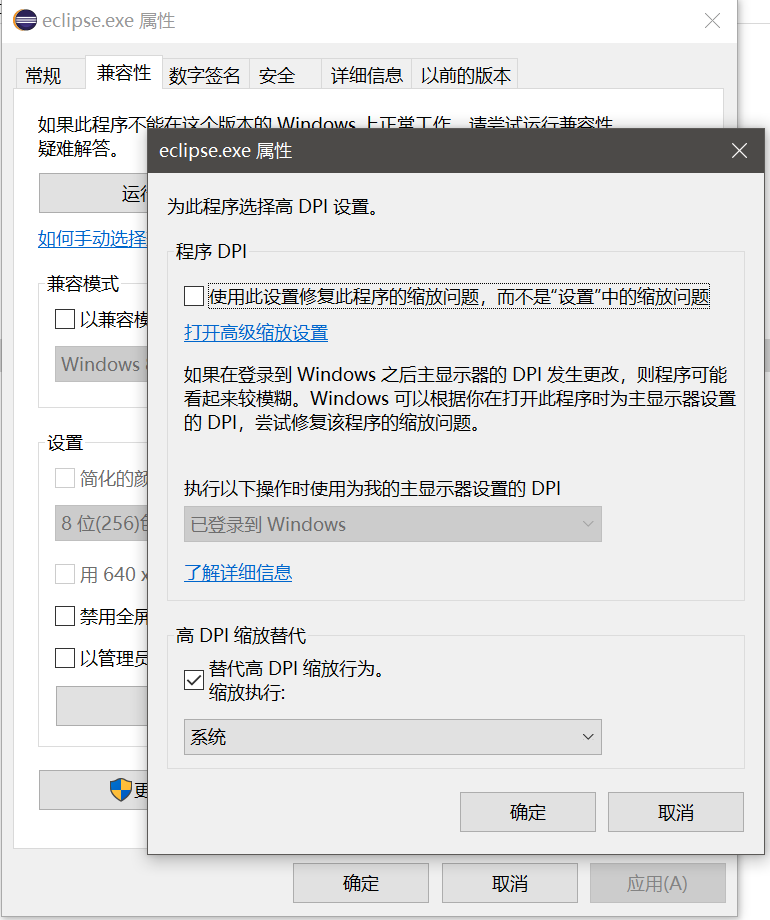 eclipse.exe 属性
常规
兼容性
数字签名
安全
详细信息
以前的版本
如果此程序不能在这个版本的 Windows 上正常工作，请尝试运行兼容性
疑难解答。
运行
如何手动选择
兼容模式
以兼容模
Windows
设置
简化的颜
8 位(256)色
用 640 x
禁用全屏
以管理员
更
确定
取消
应用(A)
eclipse.exe 属性
为此程序选择高 DPI 设置。
程序 DPI
使用此设置修复此程序的缩放问题，而不是“设置”中的缩放问题
打开高级缩放设置
如果在登录到 Windows 之后主显示器的 DPI 发生更改，则程序可能
看起来较模糊。Windows 可以根据你在打开此程序时为主显示器设置
的 DPI，尝试修复该程序的缩放问题。
执行以下操作时使用为我的主显示器设置的 DPI
已登录到 Windows
了解详细信息
高 DPI 缩放替代
替代高 DPI 缩放行为。
缩放执行:
系统
确定
取消